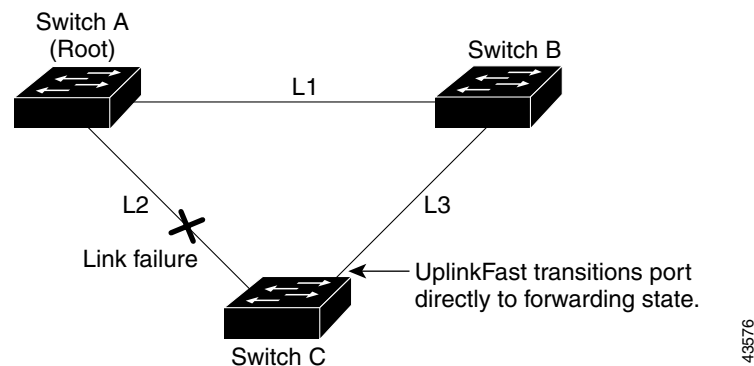 Switch A
(Root)
Switch B
L1
L2
L3
Link failure
UplinkFast transitions port
directly to forwarding state.
Switch C
43576